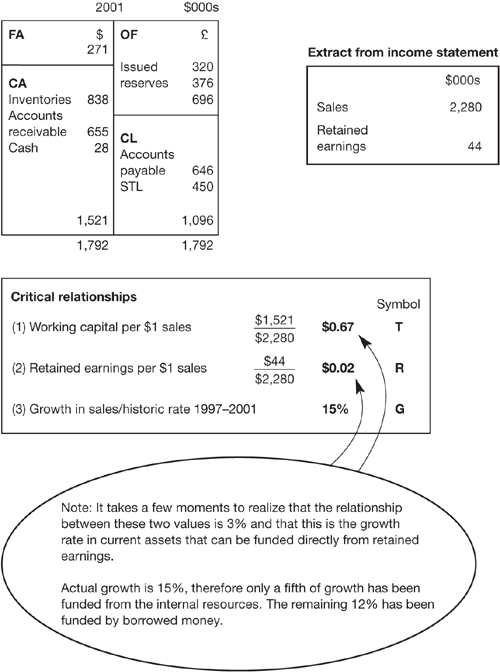 2001 $000s
FA $ OF £
271
Issued 320
CA reserves 376
Inventories 838 696
Accounts
receivable 655 CL
Cash 28 Accounts
payable 646
STL 450
1,521 1,096
1,792 1,792
Extract from income statement
$000s
Sales 2,280
Retained
earnings 44
Critical relationships
Symbol
(1) Working capital per $1 sales $1,521 $0.67 T
$2,280
(2) Retained earnings per $1 sales $44 $0.02 R
$2,280
(3) Growth in sales/historic rate 1997–2001 15% G
Note: It takes a few moments to realize that the relationship
between these two values is 3% and that this is the growth
rate in current assets that can be funded directly from retained
earnings.
Actual growth is 15%, therefore only a fifth of growth has been
funded from the internal resources. The remaining 12% has been
funded by borrowed money.